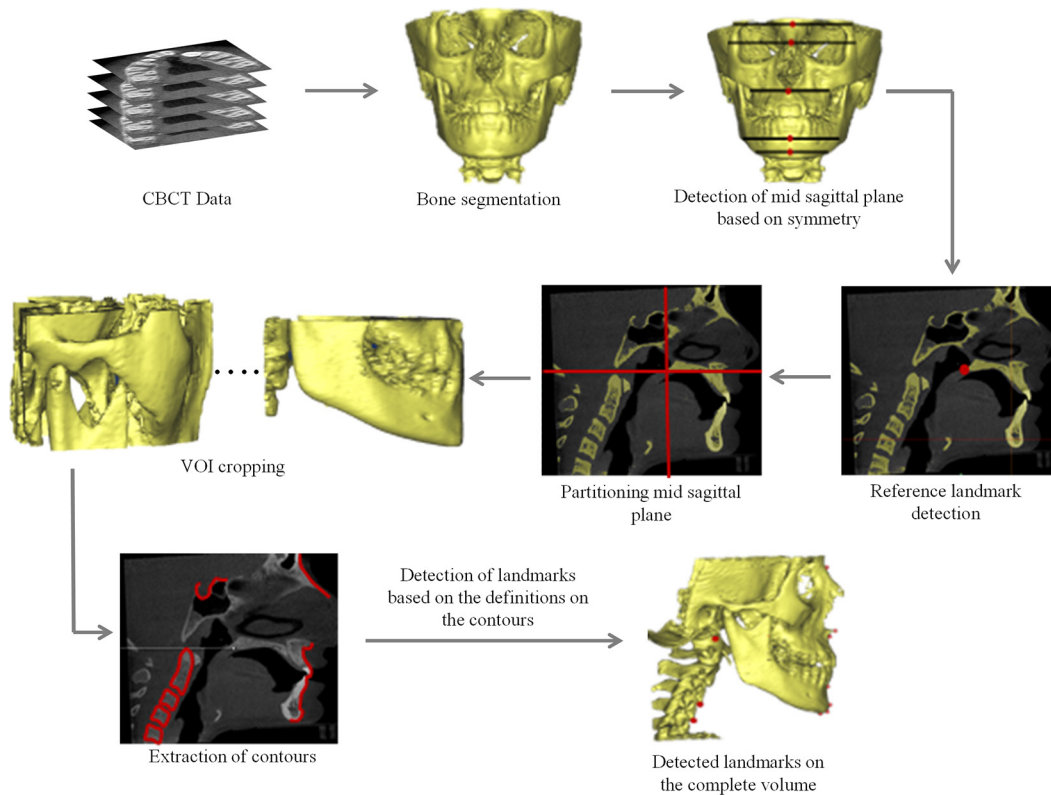 CBCT Data
Bone segmentation
Detection of mid sagittal plane
based on symmetry
VOI cropping
Partitioning mid sagittal
plane
Reference landmark
detection
Extraction of contours
Detection of landmarks
based on the definitions on
the contours
Detected landmarks on
the complete volume